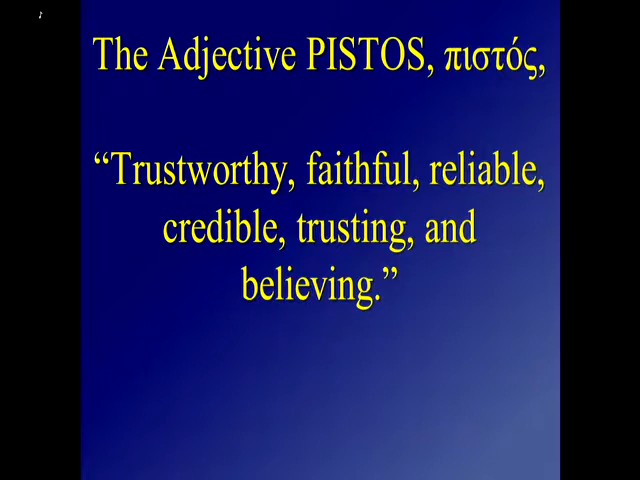 The Adjective PISTOS, πιστός,
“Trustworthy, faithful, reliable,
credible, trusting, and
believing.”